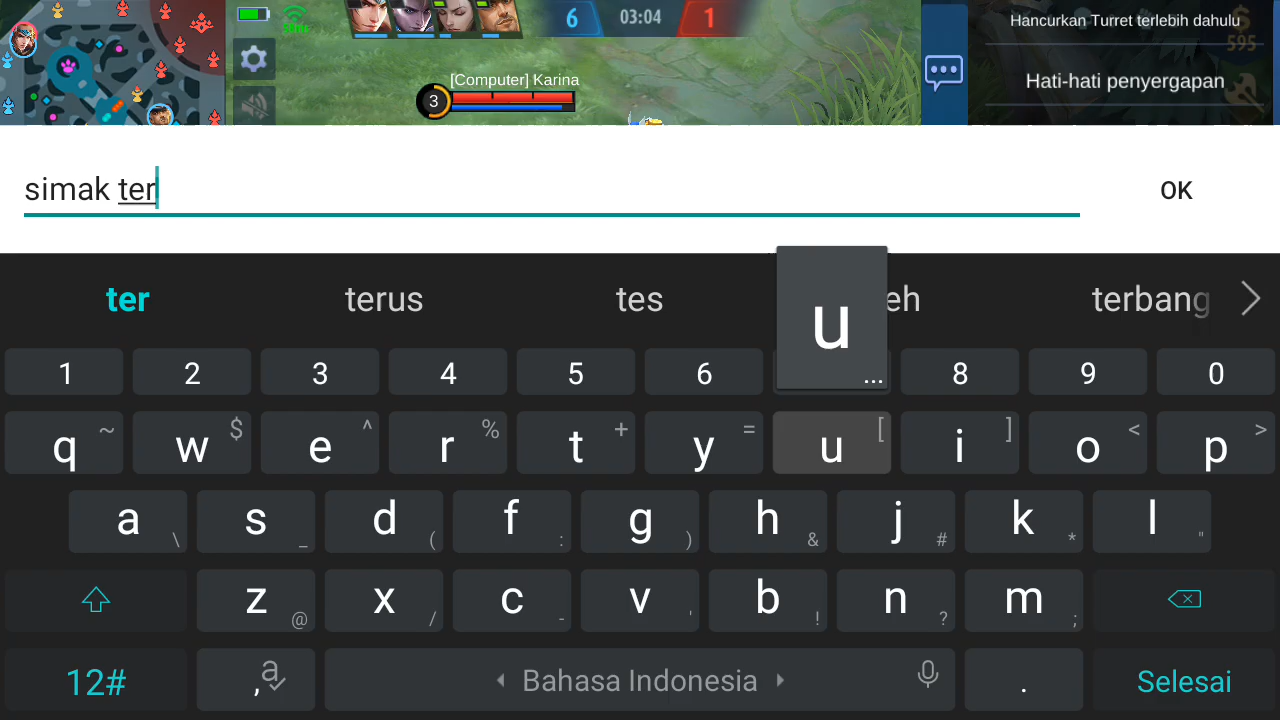 6 03:04 1
Hancurkan Turret terlebih dahulu
595
[Computer] Karina
3
Hati-hati penyergapan
simak ter
OK
ter terus tes eh terbang
u ...
1 2 3 4 5 6 8 9 0
q ~ w $ e ^ r % t + y = u [ i ] o < p >
a \ s _ d ( f : g ) h & j # k * l "
z @ x / c - v ' b ! n ? m ;
12# , a Bahasa Indonesia . Selesai